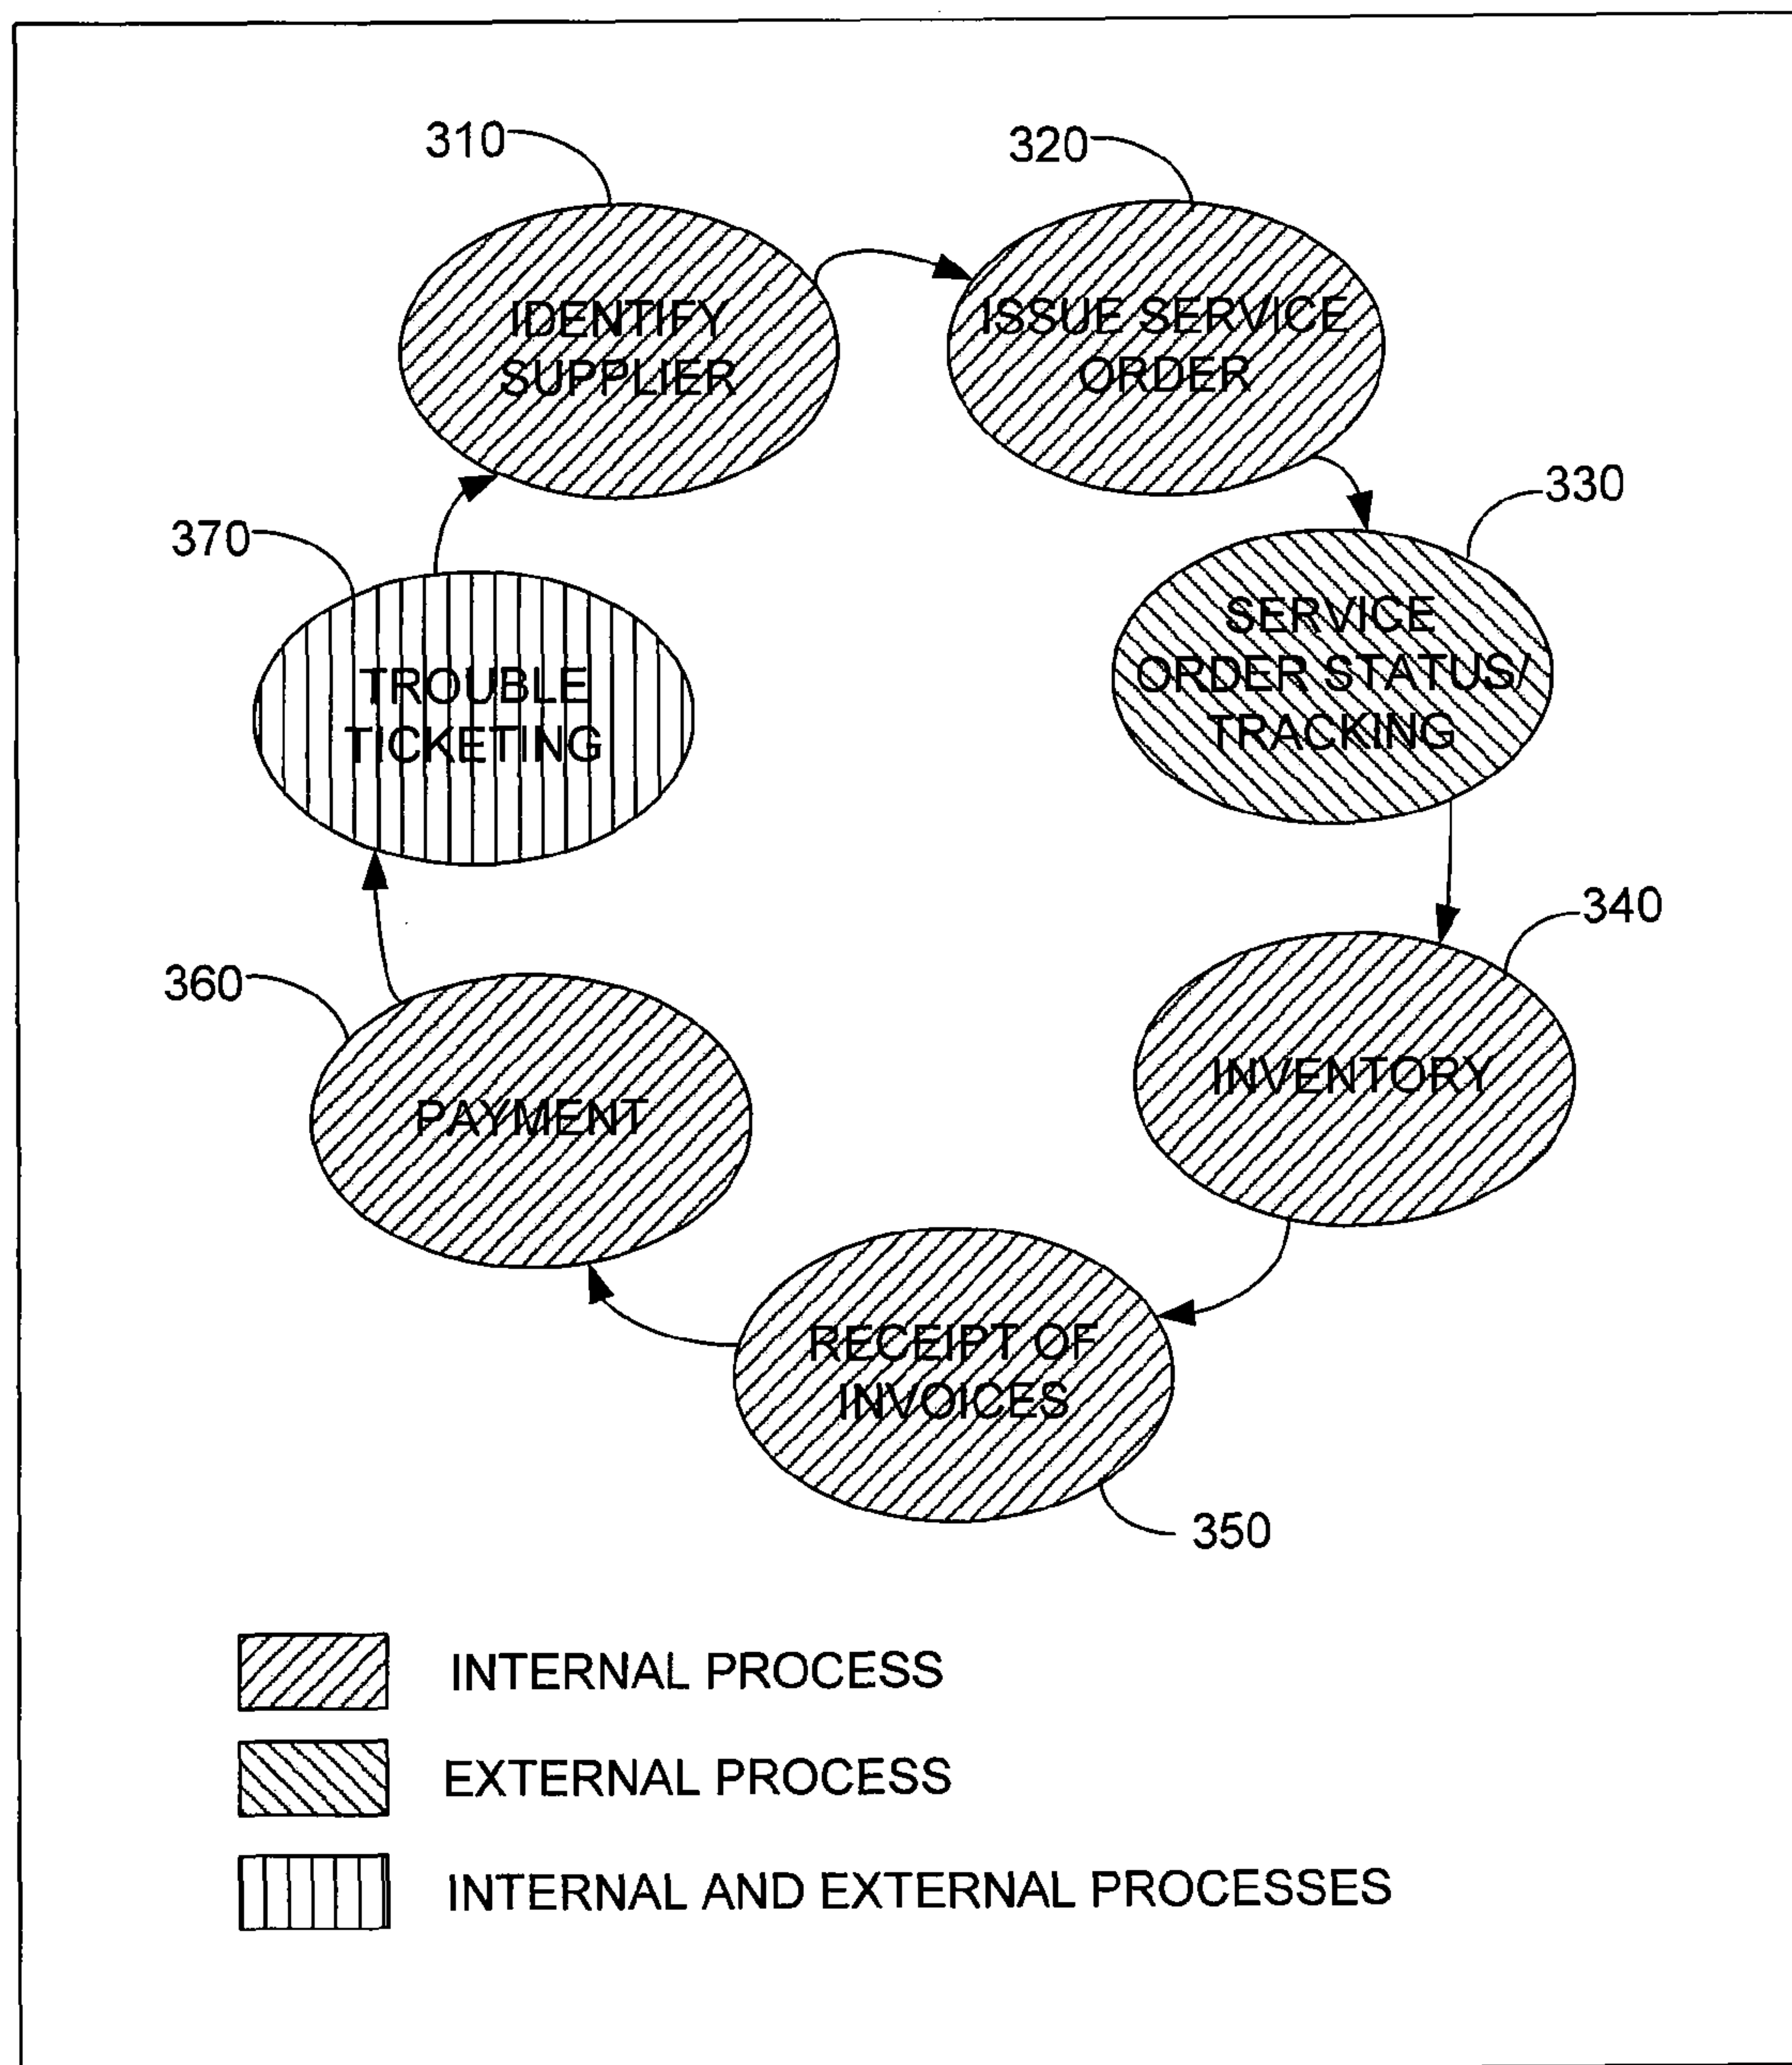 310
320
IDENTIFY
SUPPLIER
ISSUE SERVICE
ORDER
330
370
SERVICE
ORDER STATUS/
TRACKING
TROUBLE
TICKETING
340
360
INVENTORY
PAYMENT
RECEIPT OF
INVOICES
350
INTERNAL PROCESS
EXTERNAL PROCESS
INTERNAL AND EXTERNAL PROCESSES